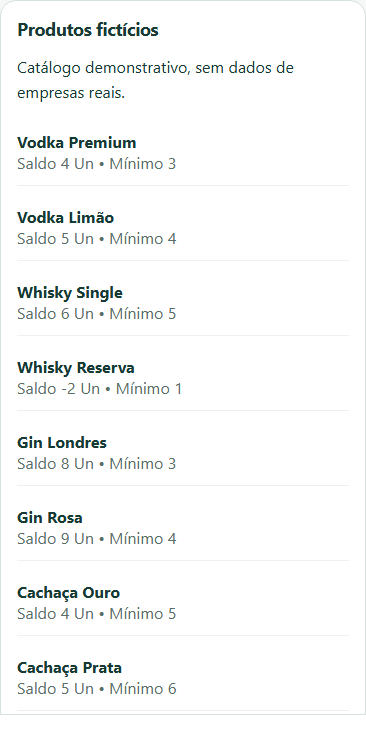 Produtos fictícios
Catálogo demonstrativo, sem dados de
empresas reais.
Vodka Premium
Saldo 4 Un • Mínimo 3
Vodka Limão
Saldo 5 Un • Mínimo 4
Whisky Single
Saldo 6 Un • Mínimo 5
Whisky Reserva
Saldo -2 Un • Mínimo 1
Gin Londres
Saldo 8 Un • Mínimo 3
Gin Rosa
Saldo 9 Un • Mínimo 4
Cachaça Ouro
Saldo 4 Un • Mínimo 5
Cachaça Prata
Saldo 5 Un • Mínimo 6